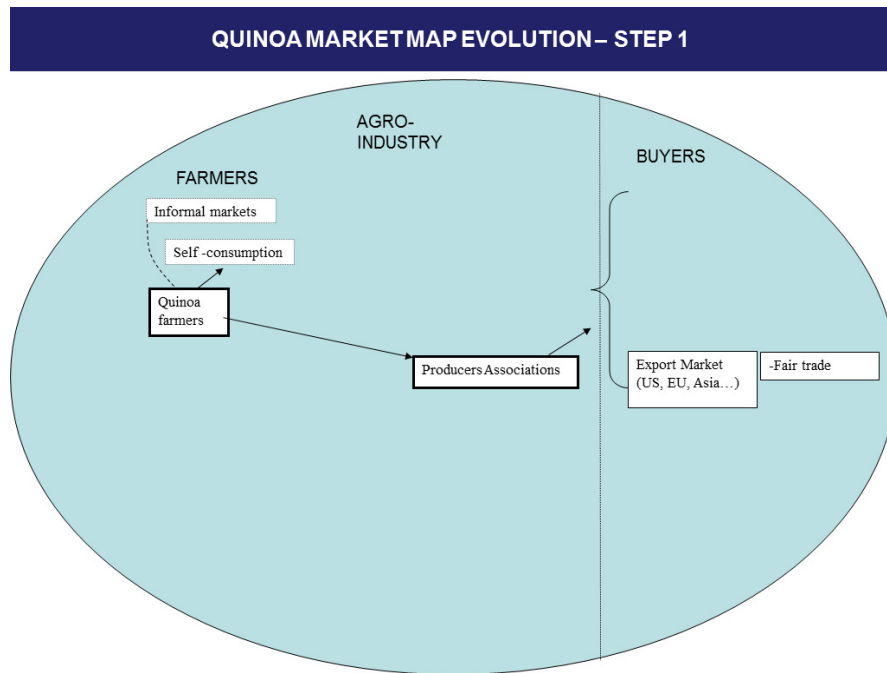 QUINOA MARKET MAP EVOLUTION – STEP 1
AGRO-
INDUSTRY
BUYERS
FARMERS
Informal markets
Self -consumption
Quinoa
farmers
Producers Associations
Export Market
(US, EU, Asia…)
-Fair trade